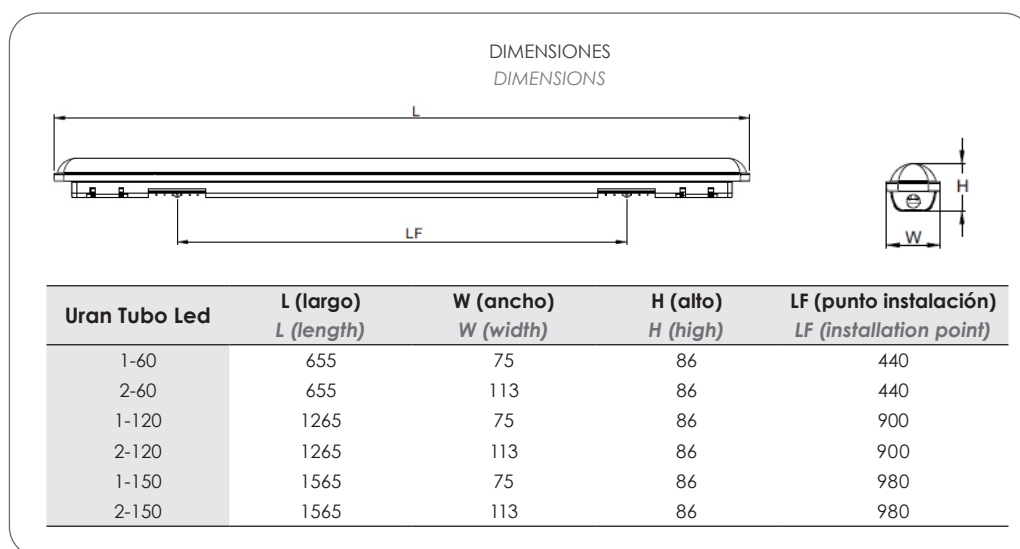 DIMENSIONES
DIMENSIONS
L
H
LF
W
Uran Tubo Led L (largo) W (ancho) H (alto) LF (punto instalación)
L (length) W (width) H (high) LF (installation point)
1-60 655 75 86 440
2-60 655 113 86 440
1-120 1265 75 86 900
2-120 1265 113 86 900
1-150 1565 75 86 980
2-150 1565 113 86 980